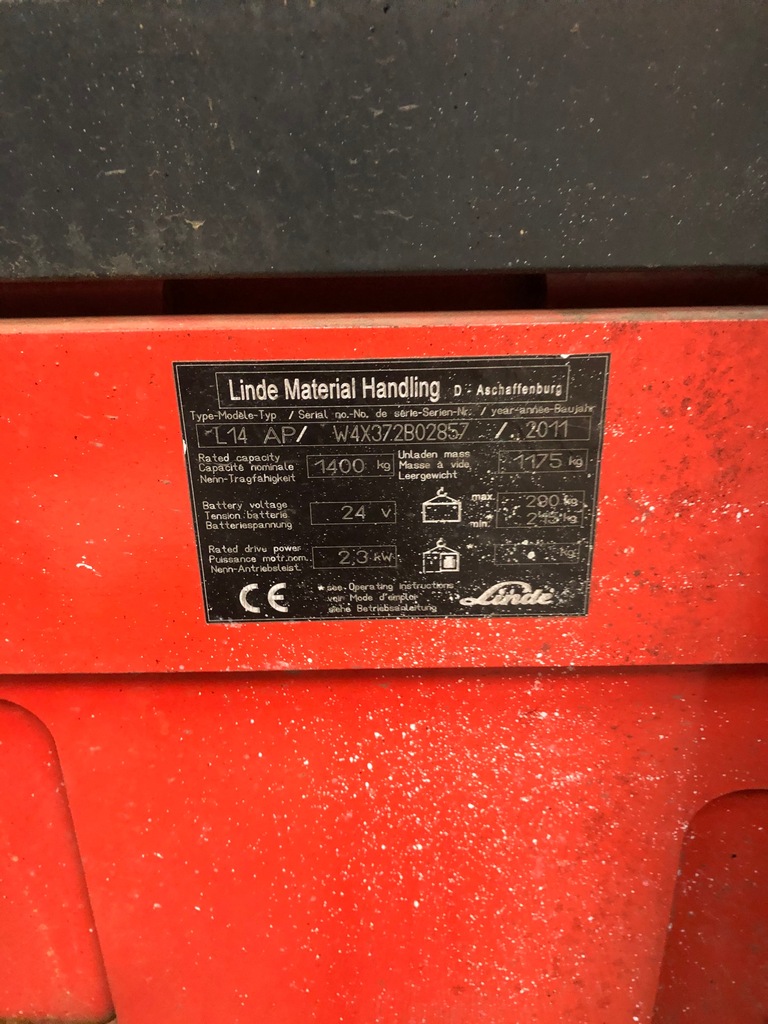 Linde Material Handling D - Aschaffenburg
Type-Modèle-Typ / Serial no.-No. de série-Serien-Nr. / year-année-Baujahr
L14 AP/ W4X372B02857 / 2011
Rated capacity
Capacité nominale
Nenn-Tragfähigkeit
1400 kg
Unladen mass
Masse à vide
Leergewicht
1175 kg
Battery voltage
Tension batterie
Batteriespannung
24 V
max.
min.
kg
kg
Rated drive power
Puissance motr.nom.
Nenn-Antriebsleist.
2,3 kW
* kg
CE
* see Operating instructions
voir Mode d'emploi
siehe Betriebsanleitung
Linde